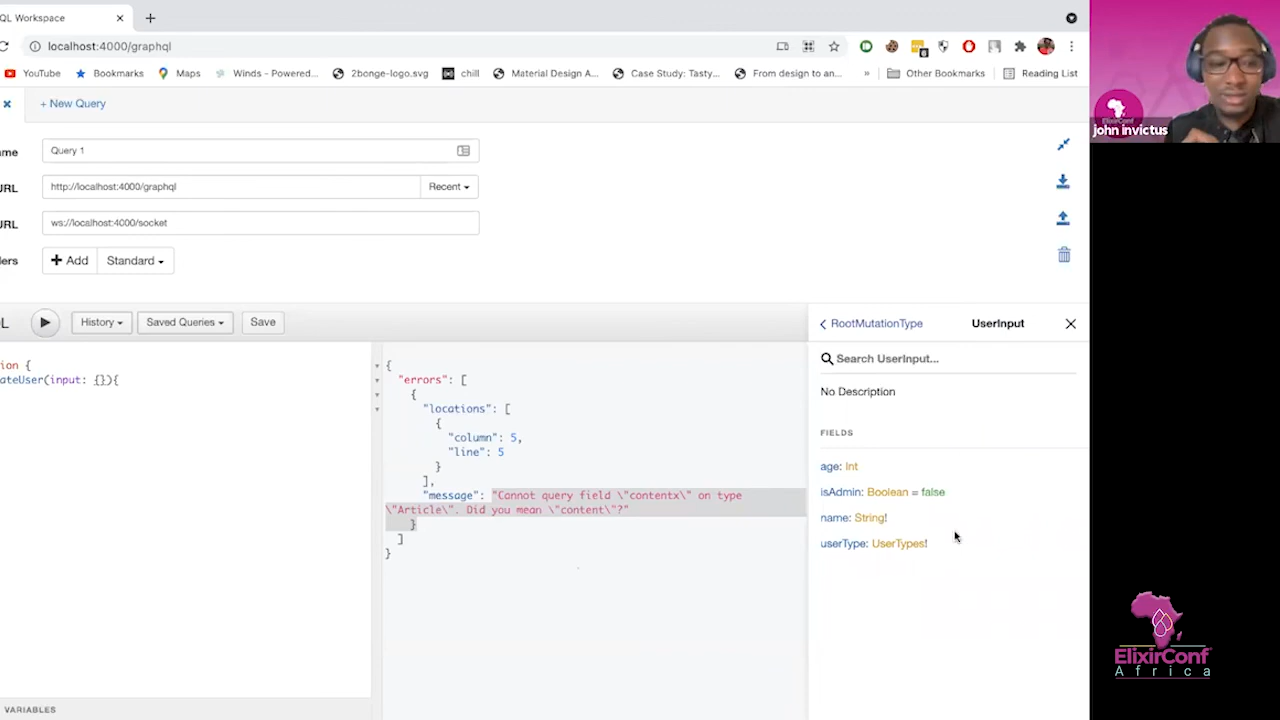 QL Workspace
localhost:4000/graphql
YouTube
Bookmarks
Maps
Winds - Powered...
2bonge-logo.svg
chill
Material Design A...
Case Study: Tasty...
From design to an...
»
Other Bookmarks
Reading List
+ New Query
ame
Query 1
URL
http://localhost:4000/graphql
Recent
URL
ws://localhost:4000/socket
ders
Add
Standard
QL
History
Saved Queries
Save
RootMutationType
UserInput
tion {
ateUser(input: {}){
{
"errors": [
{
"locations": [
{
"column": 5,
"line": 5
}
],
"message": "Cannot query field \"contentx\" on type
\"Article\". Did you mean \"content\"?"
}
]
}
Search UserInput...
No Description
FIELDS
age: Int
isAdmin: Boolean = false
name: String!
userType: UserTypes!
VARIABLES
ElixirConf
john invictus
ElixirConf
Africa